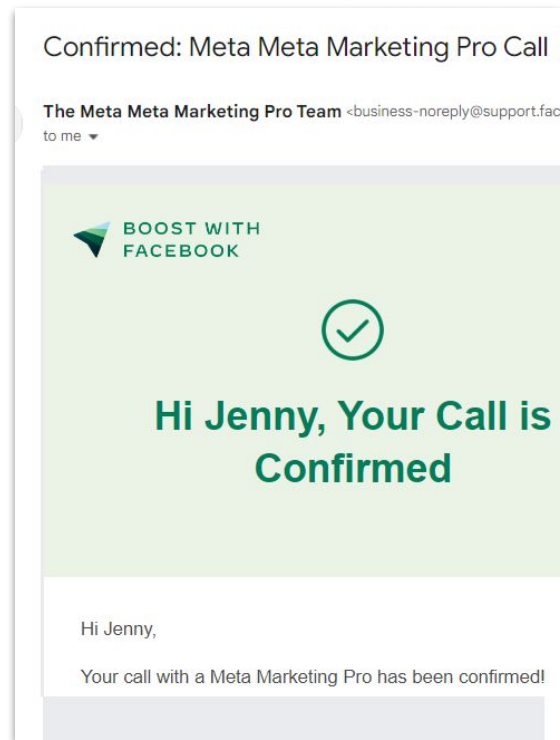 Confirmed: Meta Meta Marketing Pro Call
The Meta Meta Marketing Pro Team <business-noreply@support.fac
to me
BOOST WITH
FACEBOOK
Hi Jenny, Your Call is
Confirmed
Hi Jenny,
Your call with a Meta Marketing Pro has been confirmed!